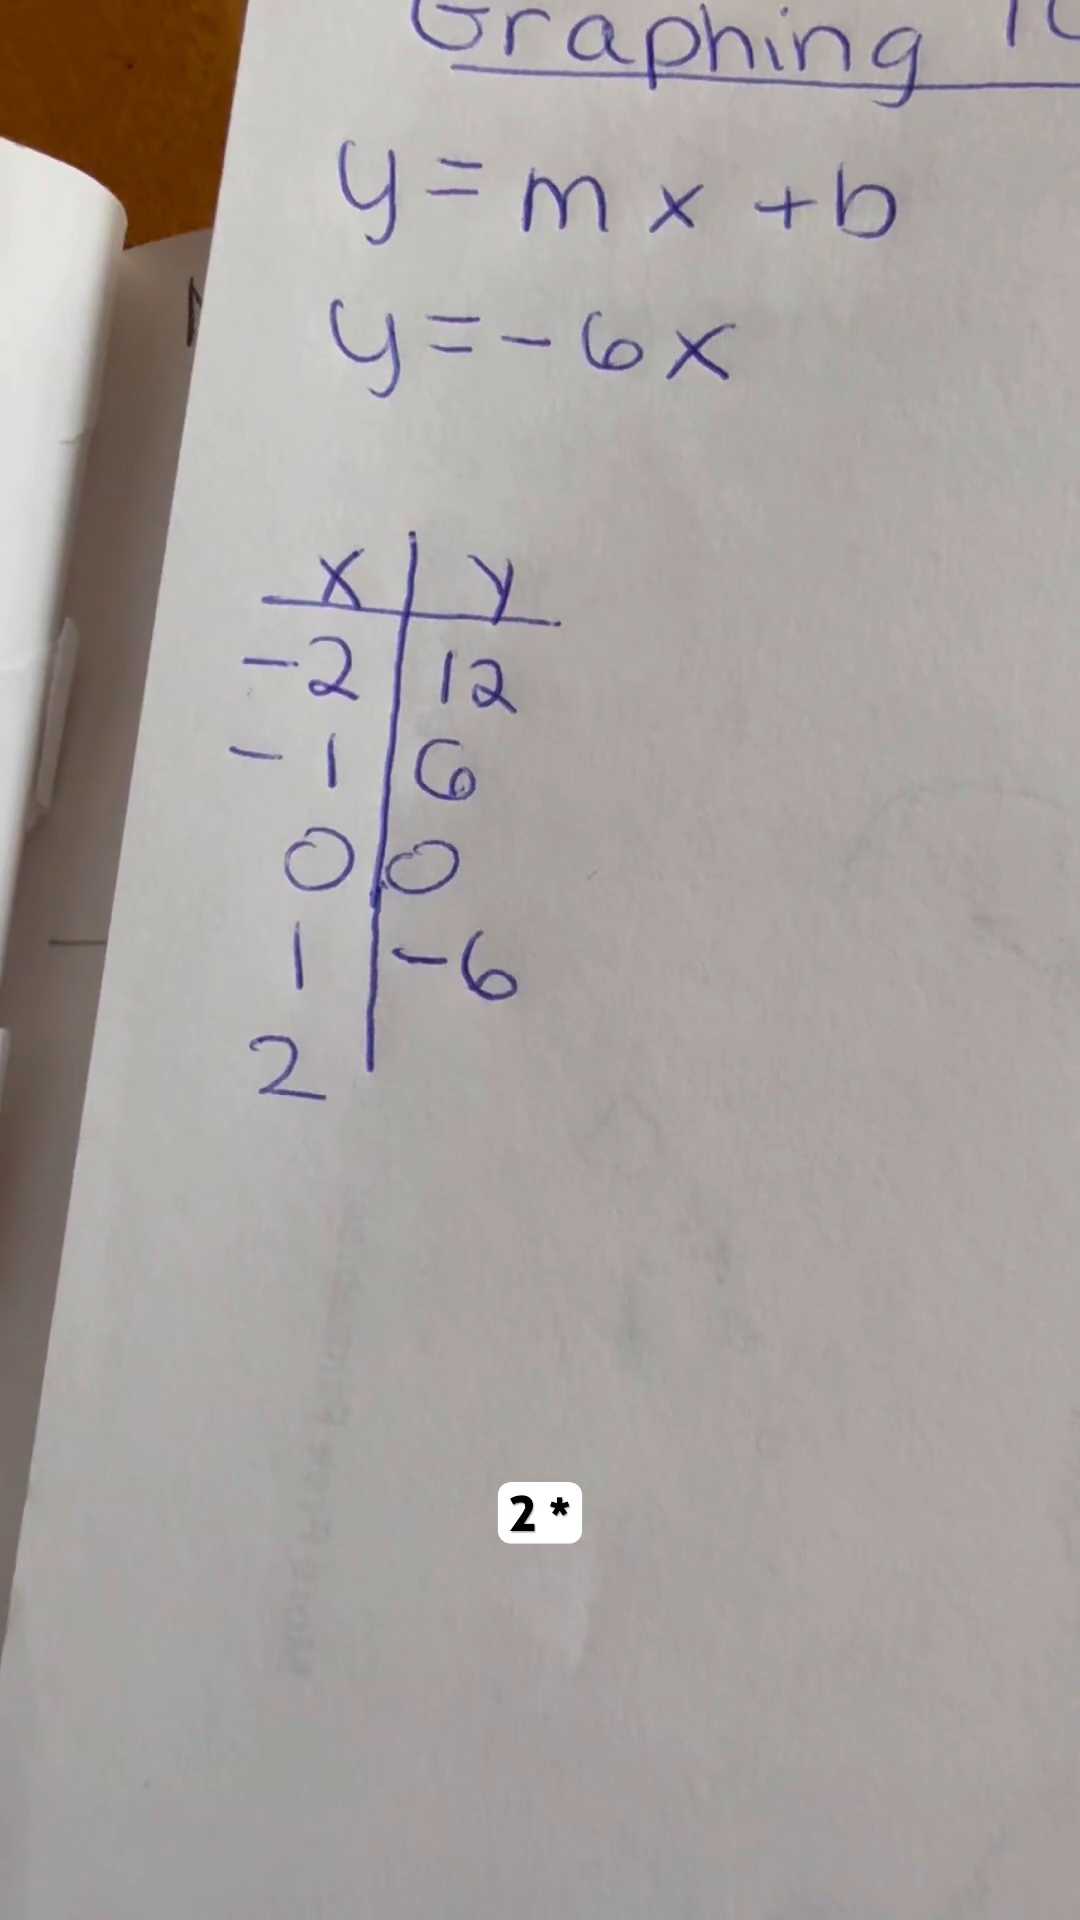 Graphing
y = mx + b
y = -6x
x y
-2 12
-1 6
0 0
1 -6
2
2 *